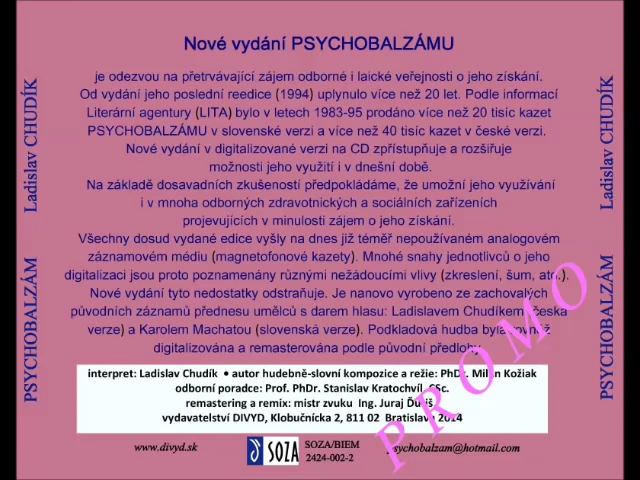 Nové vydání PSYCHOBALZÁMU
je odezvou na přetrvávající zájem odborné i laické veřejnosti o jeho získání.
Od vydání jeho poslední reedice (1994) uplynulo více než 20 let. Podle informací
Literární agentury (LITA) bylo v letech 1983-95 prodáno více než 20 tisíc kazet
PSYCHOBALZÁMU v slovenské verzi a více než 40 tisíc kazet v české verzi.
Nové vydání v digitalizované verzi na CD zpřístupňuje a rozšiřuje
možnosti jeho využití i v dnešní době.
Na základě dosavadních zkušeností předpokládáme, že umožní jeho využívání
i v mnoha odborných zdravotnických a sociálních zařízeních
projevujících v minulosti zájem o jeho získání.
Všechny dosud vydané edice vyšly na dnes již téměř nepoužívaném analogovém
záznamovém médiu (magnetofonové kazety). Mnohé snahy jednotlivců o jeho
digitalizaci jsou proto poznamenány různými nežádoucími vlivy (zkreslení, šum, atd.).
Nové vydání tyto nedostatky odstraňuje. Je nanovo vyrobeno ze zachovalých
původních záznamů přednesu umělců s darem hlasu: Ladislavem Chudíkem (česká
verze) a Karolem Machatou (slovenská verze). Podkladová hudba byla rovněž
digitalizována a remasterována podle původní předlohy.
interpret: Ladislav Chudík • autor hudebně-slovní kompozice a režie: PhDr. Milan Kožiak
odborný poradce: Prof. PhDr. Stanislav Kratochvíl, CSc.
remastering a remix: mistr zvuku Ing. Juraj
vydavatelství DIVYD, Klobučnícka 2, 811 02 Bratislava 2014
www.divyd.sk
SOZA
SOZA/BIEM
2424-002-2
psychobalzam@hotmail.com
PSYCHOBALZÁM Ladislav CHUDÍK
PSYCHOBALZÁM Ladislav CHUDÍK
PROMO